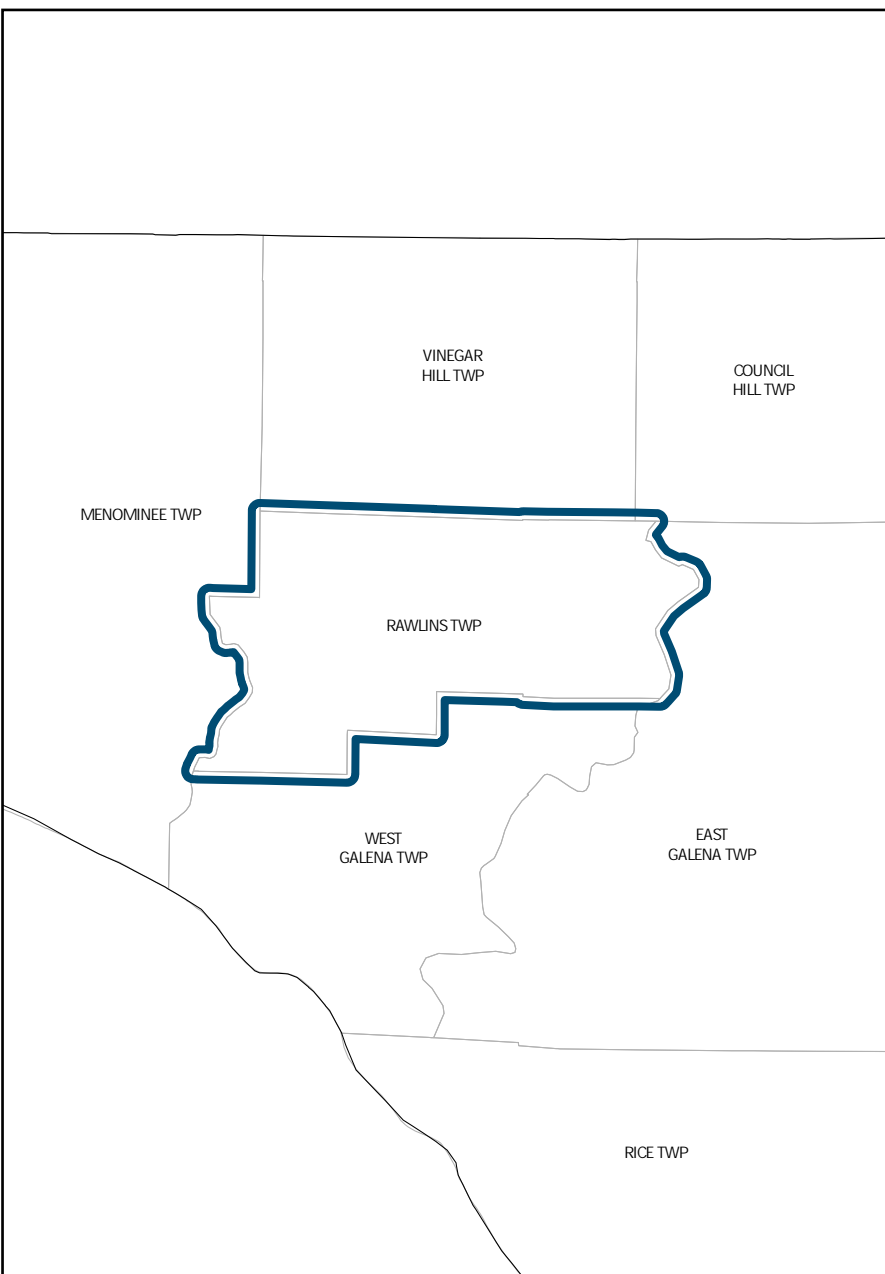 VINEGAR
HILL TWP
COUNCIL
HILL TWP
MENOMINEE TWP
RAWLINS TWP
WEST
GALENA TWP
EAST
GALENA TWP
RICE TWP